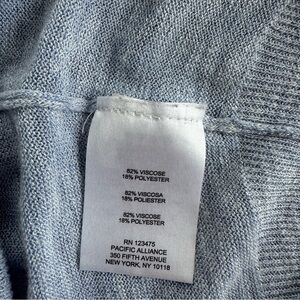 82% VISCOSE
18% POLYESTER
82% VISCOSA
18% POLIESTER
82% VISCOSE
18% POLYESTER
RN 123475
PACIFIC ALLIANCE
350 FIFTH AVENUE
NEW YORK, NY 10118